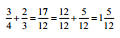 3/4 + 2/3 = 17/12 = 12/12 + 5/12 = 1 5/12